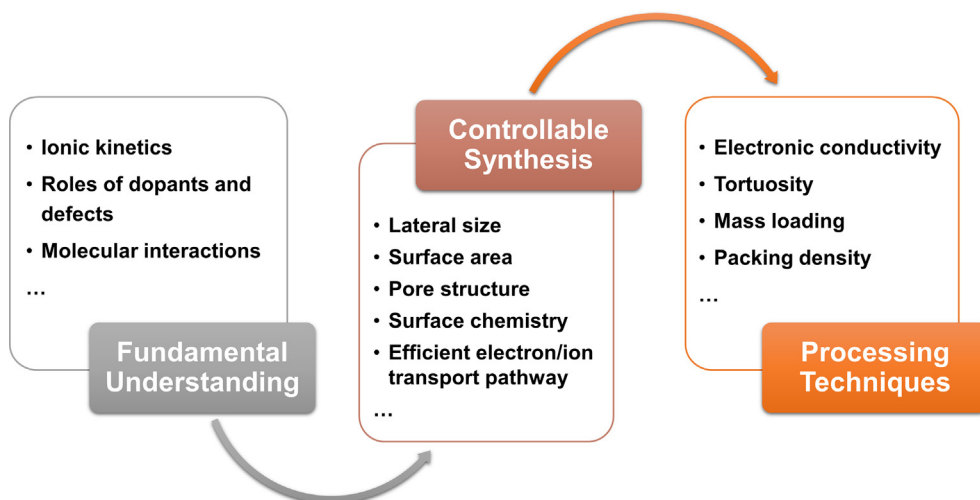 • Ionic kinetics
• Roles of dopants and
defects
• Molecular interactions
...
Fundamental
Understanding
Controllable
Synthesis
• Lateral size
• Surface area
• Pore structure
• Surface chemistry
• Efficient electron/ion
transport pathway
...
• Electronic conductivity
• Tortuosity
• Mass loading
• Packing density
...
Processing
Techniques